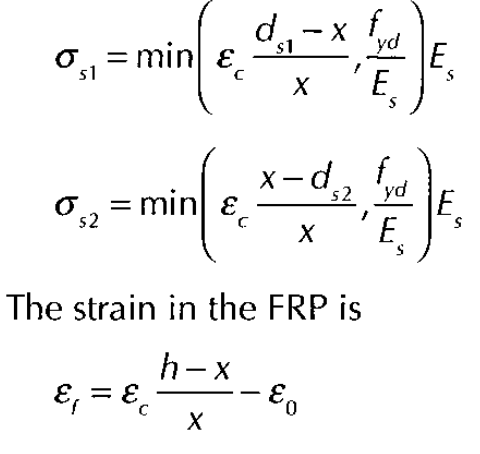 σ_s1 = min(ε_c (d_s1 − x)/x, f_yd/E_s) E_s
σ_s2 = min(ε_c (x − d_s2)/x, f_yd/E_s) E_s
The strain in the FRP is
ε_f = ε_c (h − x)/x − ε_0